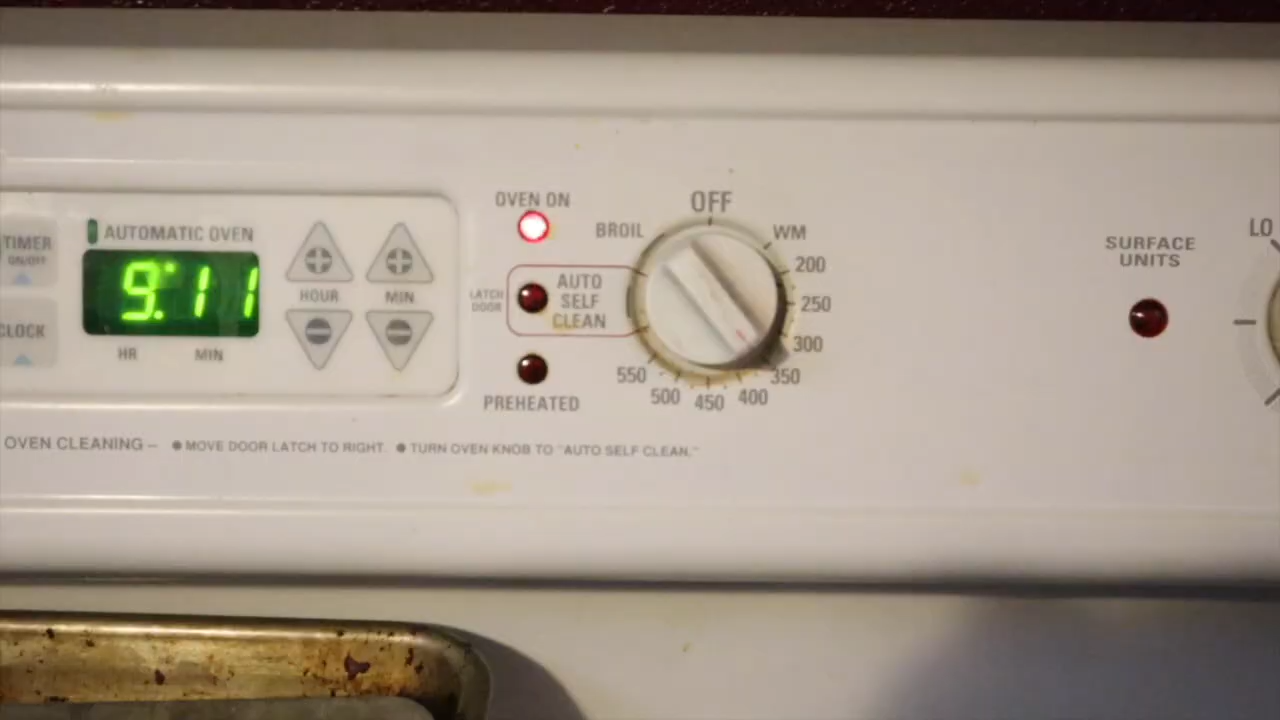 TIMER
ON/OFF
CLOCK
AUTOMATIC OVEN
9:11
HR MIN
HOUR
MIN
OVEN ON
LATCH
DOOR
AUTO
SELF
CLEAN
PREHEATED
OFF
BROIL
WM
200
250
300
350
400
450
500
550
SURFACE
UNITS
LO
OVEN CLEANING – ● MOVE DOOR LATCH TO RIGHT. ● TURN OVEN KNOB TO "AUTO SELF CLEAN."